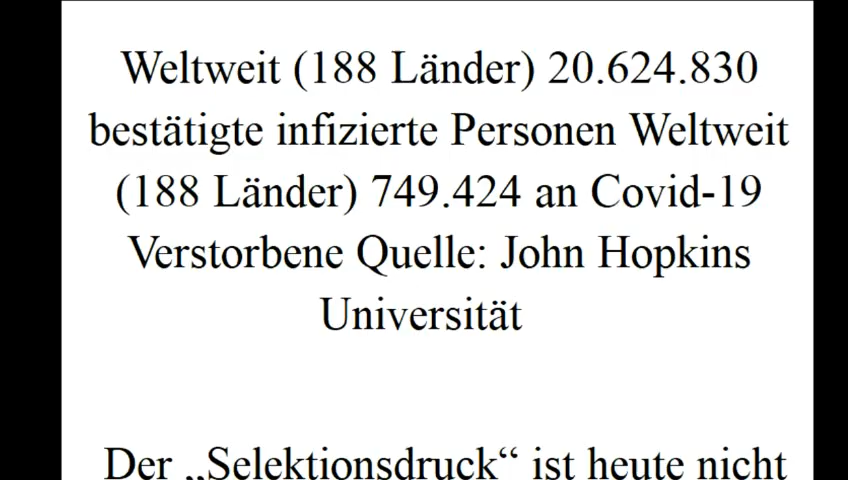 Weltweit (188 Länder) 20.624.830
bestätigte infizierte Personen Weltweit
(188 Länder) 749.424 an Covid-19
Verstorbene Quelle: John Hopkins
Universität
Der „Selektionsdruck“ ist heute nicht